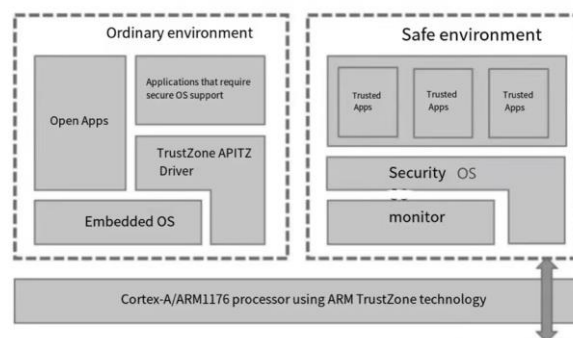 Ordinary environment
Safe environment
Open Apps
Applications that require
secure OS support
TrustZone APITZ
Driver
Embedded OS
Trusted
Apps
Trusted
Apps
Trusted
Apps
Security OS
monitor
Cortex-A/ARM1176 processor using ARM TrustZone technology